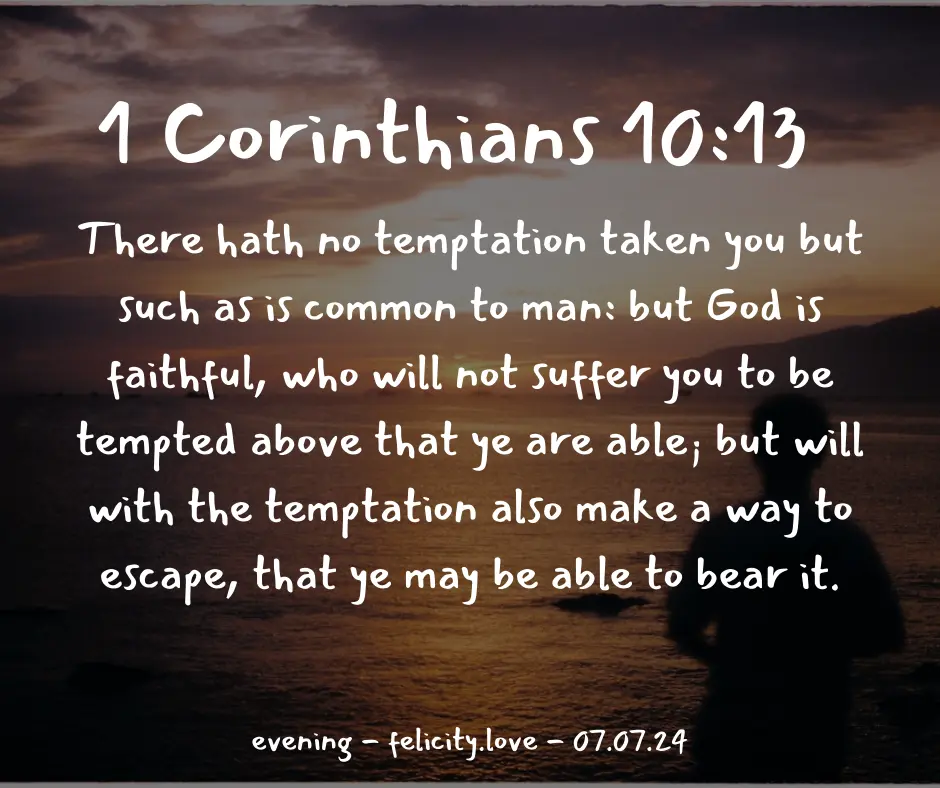 1 Corinthians 10:13
There hath no temptation taken you but
such as is common to man: but God is
faithful, who will not suffer you to be
tempted above that ye are able; but will
with the temptation also make a way to
escape, that ye may be able to bear it.
evening - felicity.love - 07.07.24